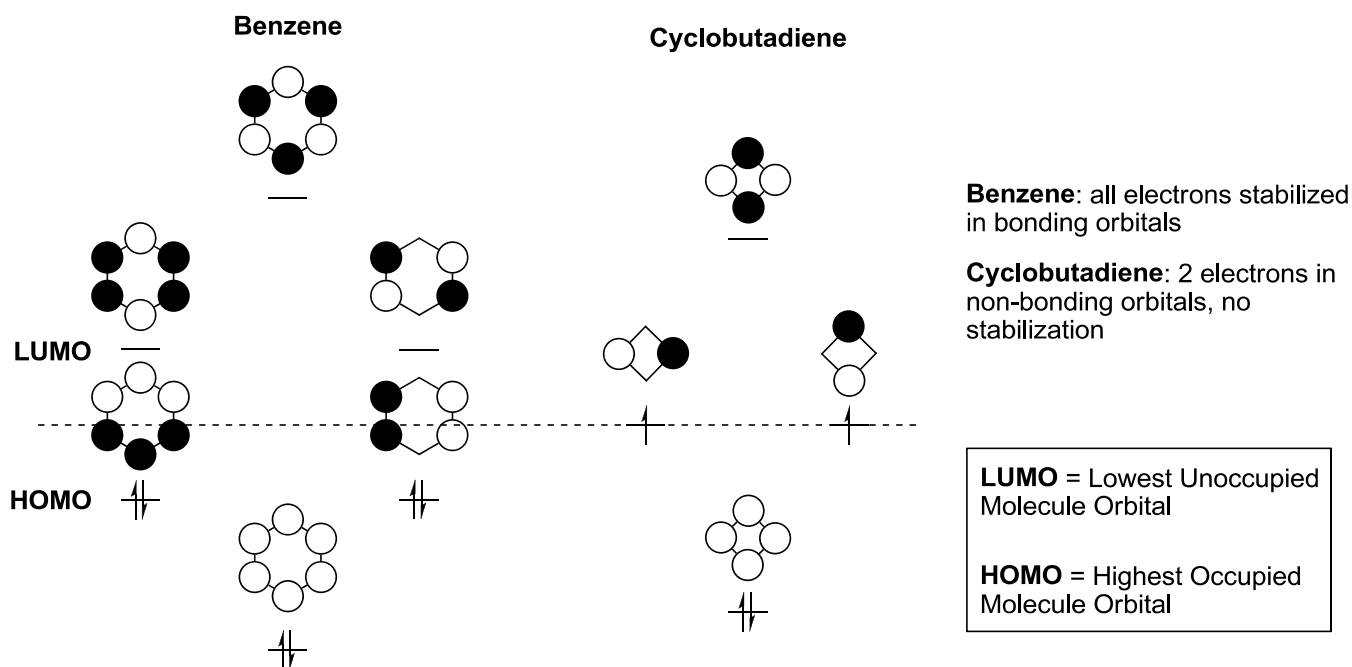 Benzene
Cyclobutadiene
Benzene: all electrons stabilized
in bonding orbitals
Cyclobutadiene: 2 electrons in
non-bonding orbitals, no
stabilization
LUMO
HOMO
LUMO = Lowest Unoccupied
Molecule Orbital
HOMO = Highest Occupied
Molecule Orbital